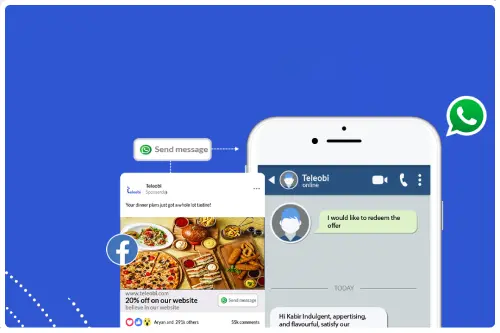 Send message
Teleobi
online
Teleobi
Sponsored
Your dinner plans just got a whole lot tastier!
I would like to redeem the
offer
TODAY
www.teleobi.com
20% off on our website
believe in our website
Send message
Aryan and 291k others
55k comments
Hi Kabir Indulgent, appertising,
and flavourful, satisfy our